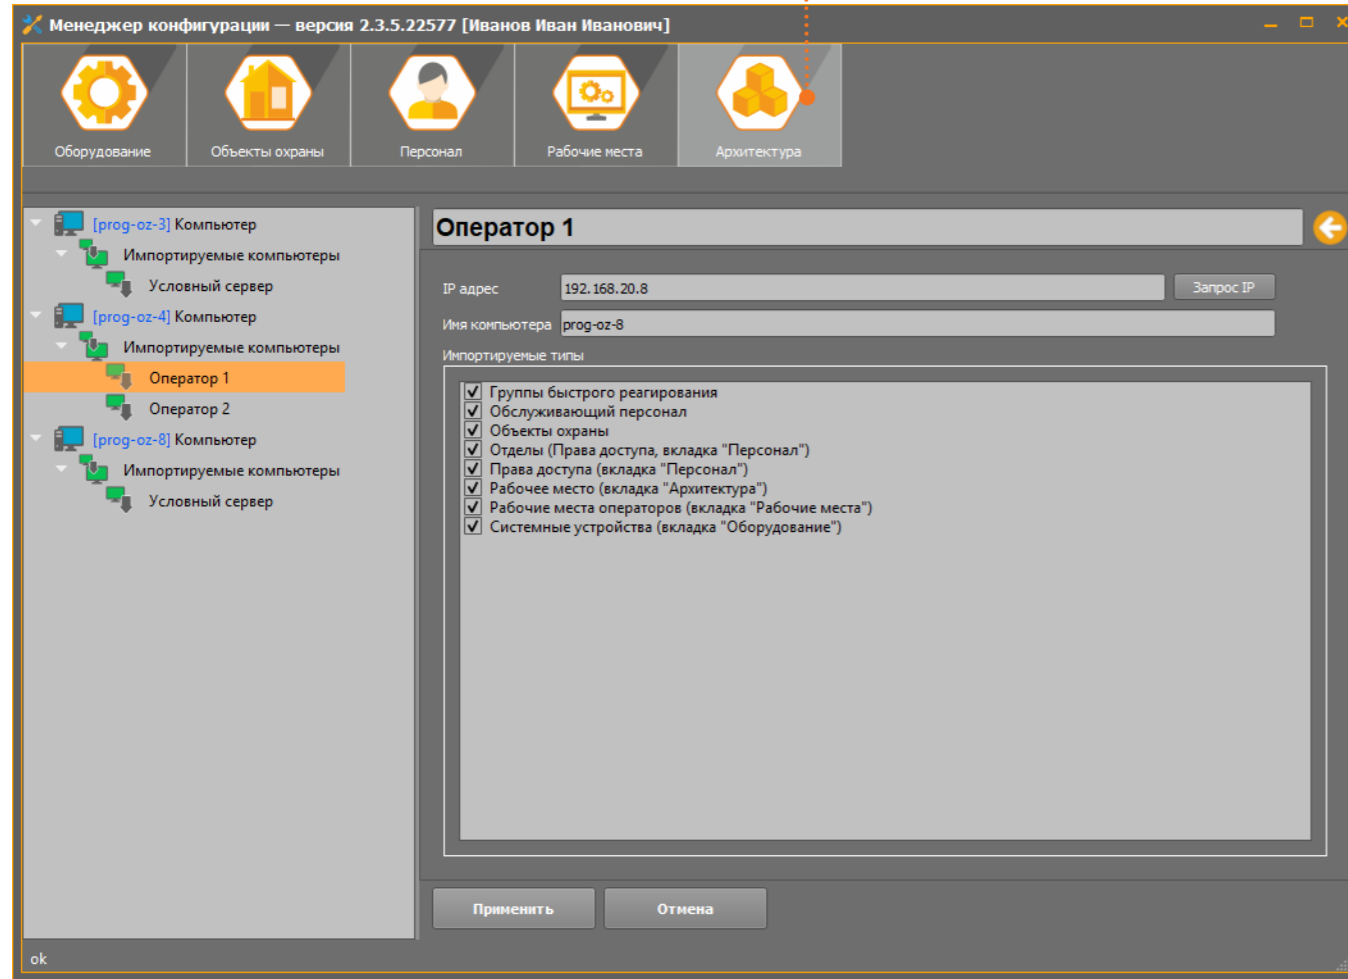 Менеджер конфигурации — версия 2.3.5.22577 [Иванов Иван Иванович]
Оборудование
Объекты охраны
Персонал
Рабочие места
Архитектура
[prog-oz-3] Компьютер
Импортируемые компьютеры
Условный сервер
[prog-oz-4] Компьютер
Импортируемые компьютеры
Оператор 1
Оператор 2
[prog-oz-8] Компьютер
Импортируемые компьютеры
Условный сервер
Оператор 1
IP адрес 192.168.20.8 Запрос IP
Имя компьютера prog-oz-8
Импортируемые типы
Группы быстрого реагирования
Обслуживающий персонал
Объекты охраны
Отделы (Права доступа, вкладка "Персонал")
Права доступа (вкладка "Персонал")
Рабочее место (вкладка "Архитектура")
Рабочие места операторов (вкладка "Рабочие места")
Системные устройства (вкладка "Оборудование")
Применить
Отмена
ok